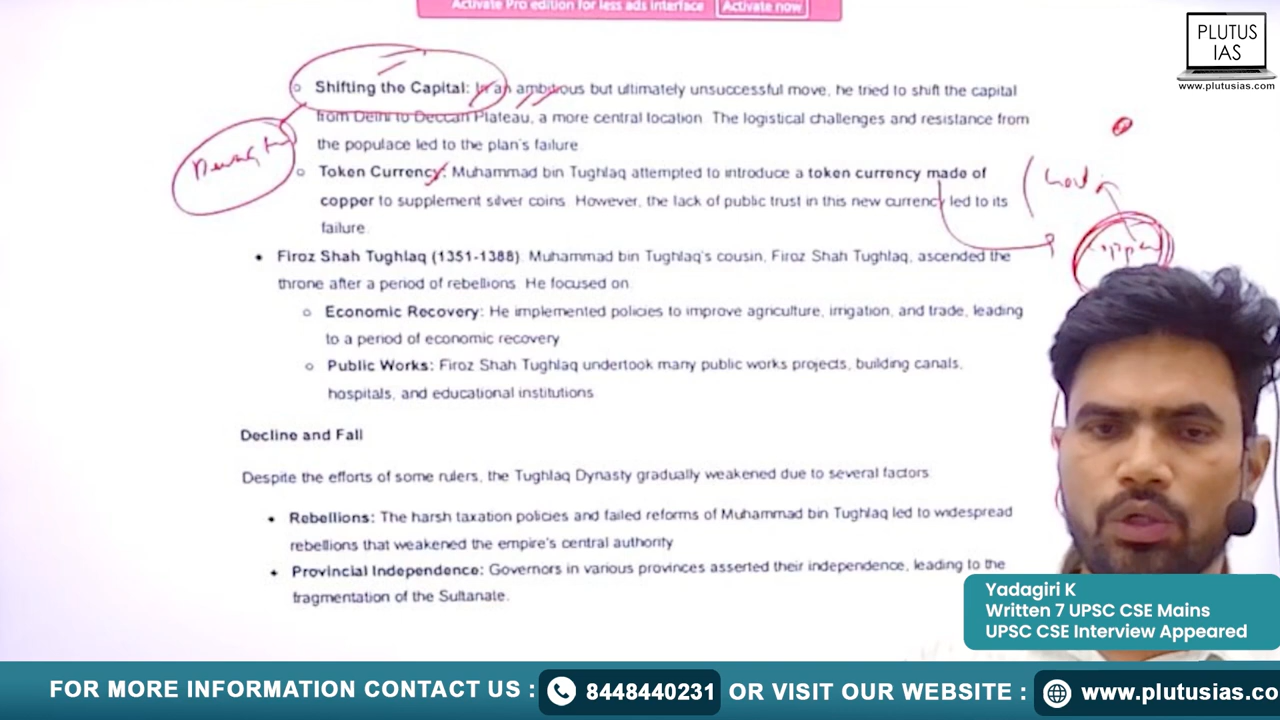 Activate Pro edition for less ads interface Activate now
PLUTUS
IAS
www.plutusias.com
Shifting the Capital: In an ambitious but ultimately unsuccessful move, he tried to shift the capital
from Delhi to Deccan Plateau, a more central location. The logistical challenges and resistance from
the populace led to the plan's failure
Token Currency: Muhammad bin Tughlaq attempted to introduce a token currency made of
copper to supplement silver coins. However, the lack of public trust in this new currency led to its
failure.
Firoz Shah Tughlaq (1351-1388). Muhammad bin Tughlaq's cousin, Firoz Shah Tughlaq, ascended the
throne after a period of rebellions. He focused on
Economic Recovery: He implemented policies to improve agriculture, irrigation, and trade, leading
to a period of economic recovery
Public Works: Firoz Shah Tughlaq undertook many public works projects, building canals,
hospitals, and educational institutions
Decline and Fall
Despite the efforts of some rulers, the Tughlaq Dynasty gradually weakened due to several factors.
Rebellions: The harsh taxation policies and failed reforms of Muhammad bin Tughlaq led to widespread
rebellions that weakened the empire's central authority
Provincial Independence: Governors in various provinces asserted their independence, leading to the
fragmentation of the Sultanate.
Yadagiri K
Written 7 UPSC CSE Mains
UPSC CSE Interview Appeared
FOR MORE INFORMATION CONTACT US : 8448440231 OR VISIT OUR WEBSITE : www.plutusias.co